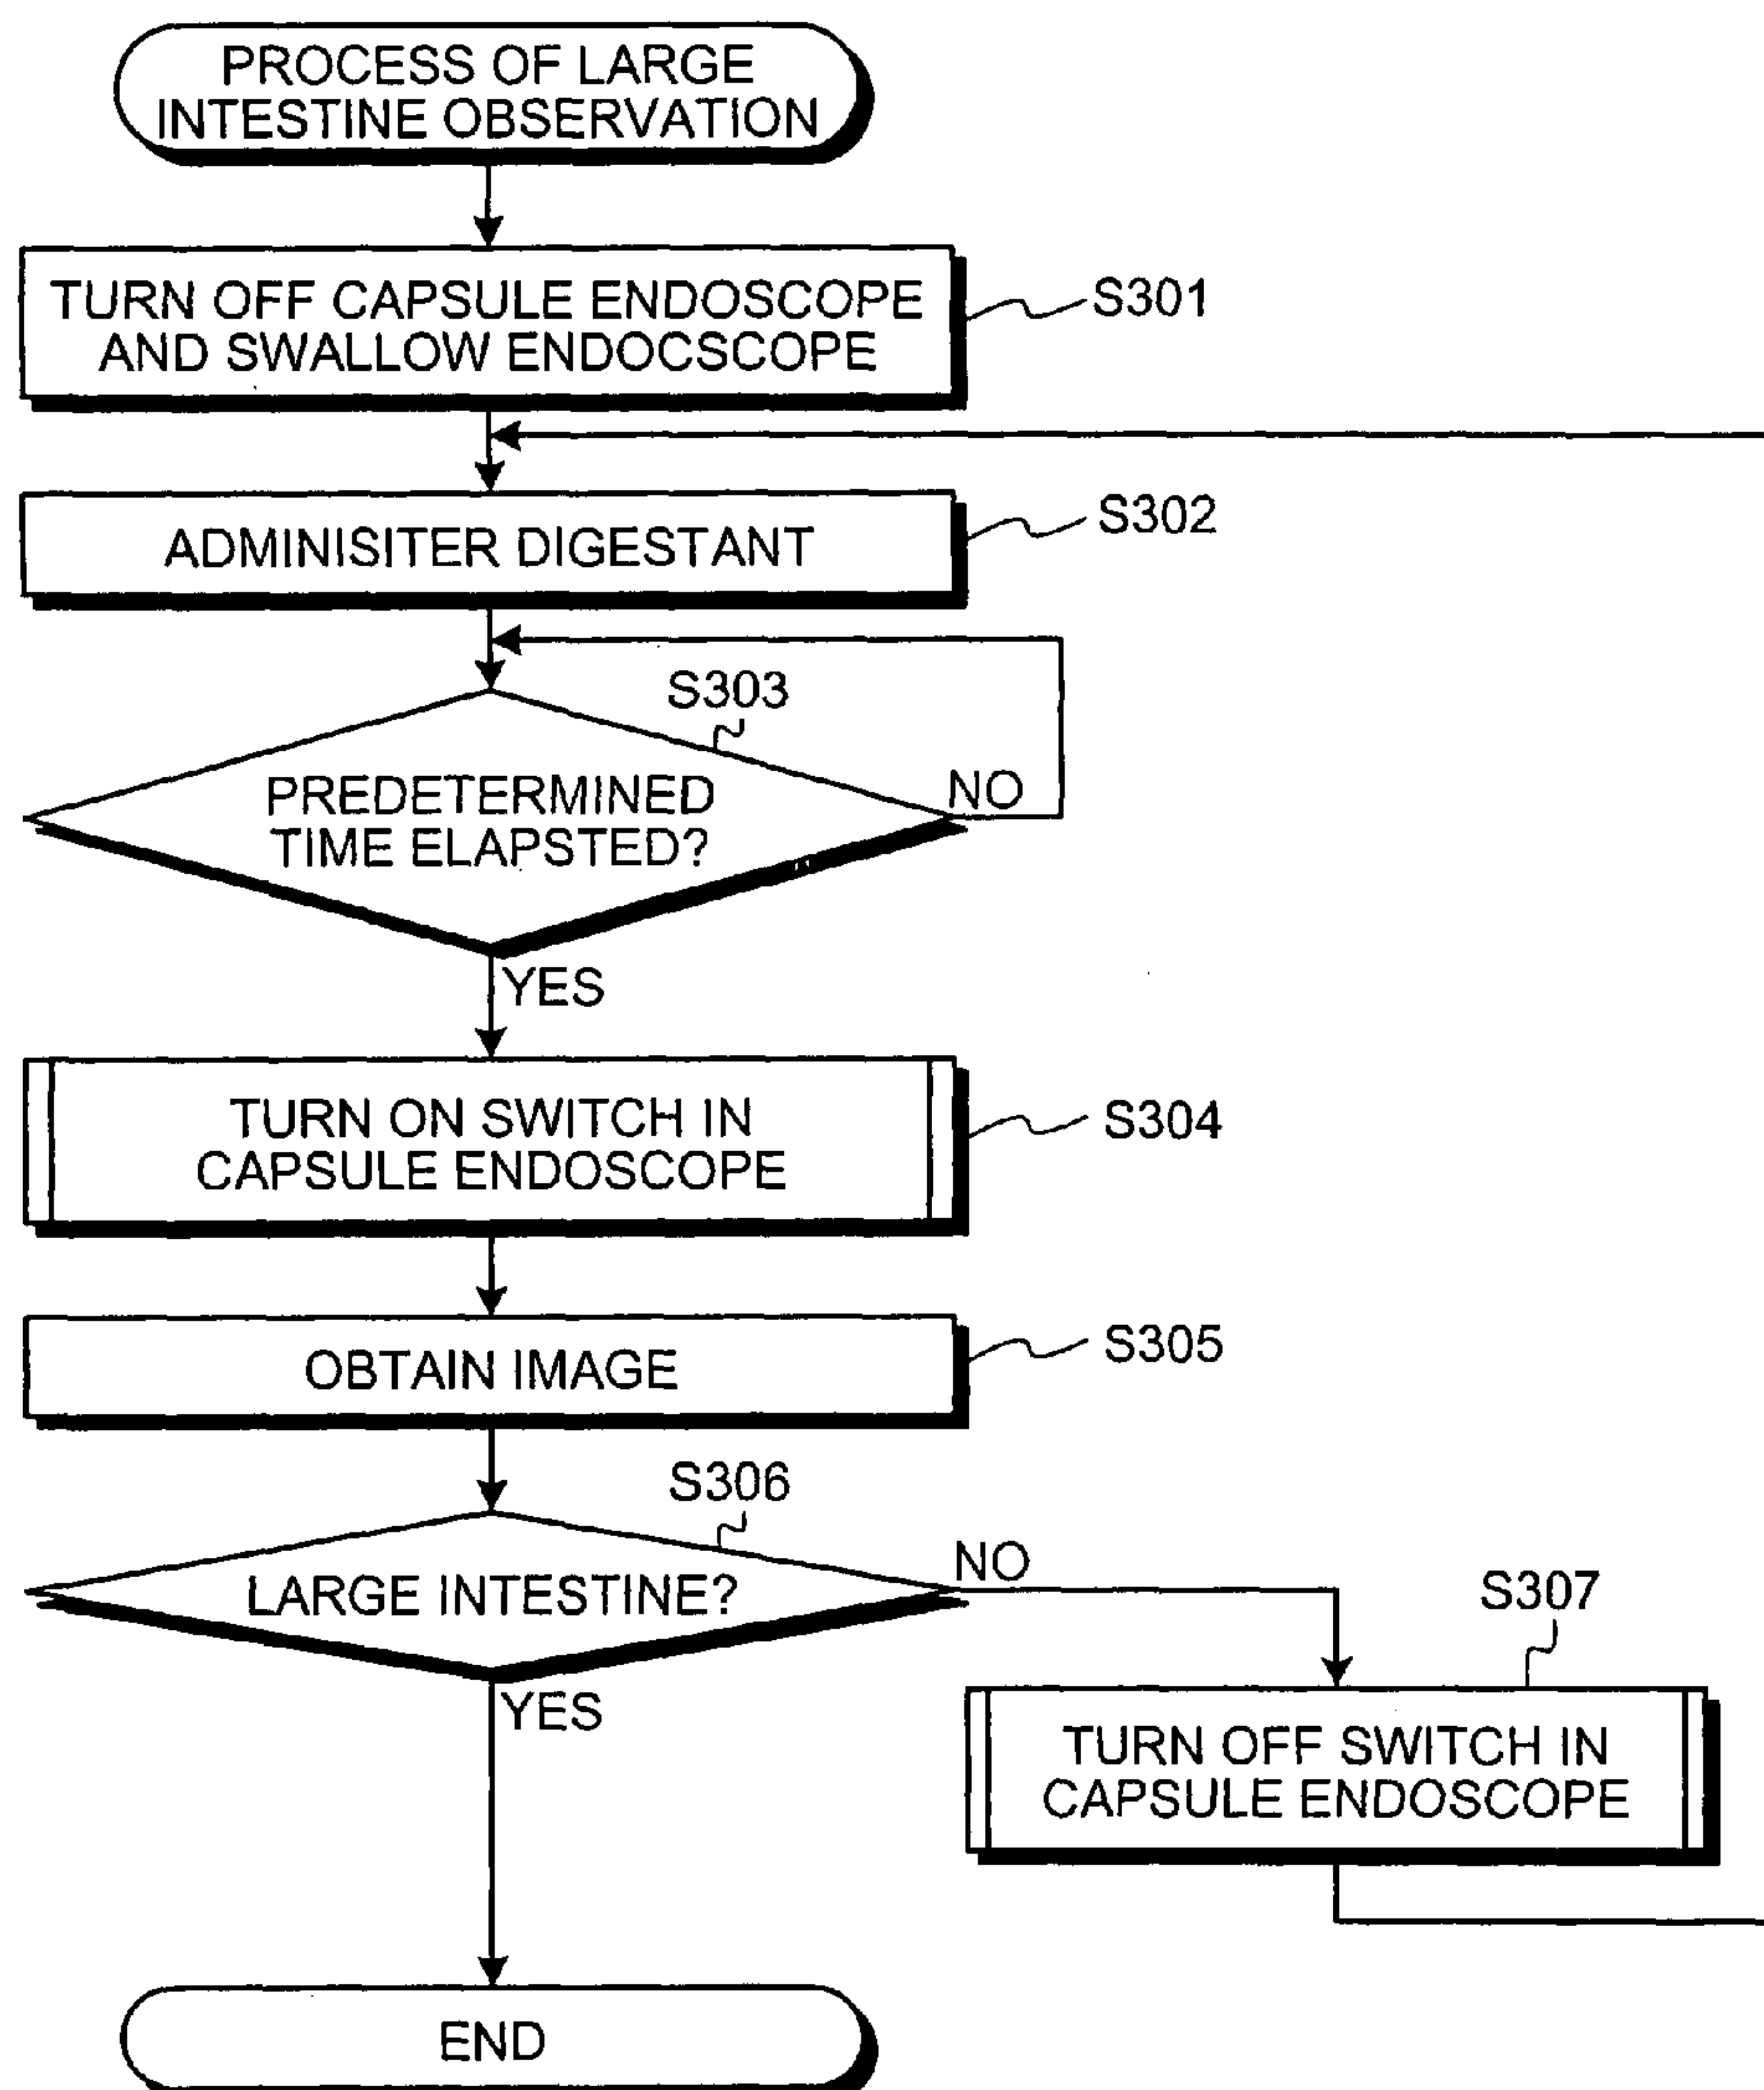 PROCESS OF LARGE
INTESTINE OBSERVATION
TURN OFF CAPSULE ENDOSCOPE
AND SWALLOW ENDOCSCOPE
S301
ADMINISITER DIGESTANT
S302
S303
PREDETERMINED
TIME ELAPSTED?
NO
YES
TURN ON SWITCH IN
CAPSULE ENDOSCOPE
S304
OBTAIN IMAGE
S305
S306
LARGE INTESTINE?
NO
YES
S307
TURN OFF SWITCH IN
CAPSULE ENDOSCOPE
END